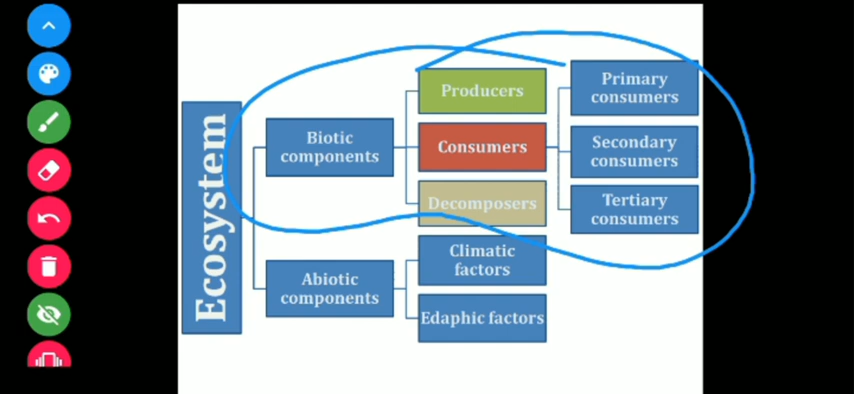 Ecosystem
Biotic
components
Producers
Consumers
Decomposers
Primary
consumers
Secondary
consumers
Tertiary
consumers
Abiotic
components
Climatic
factors
Edaphic factors